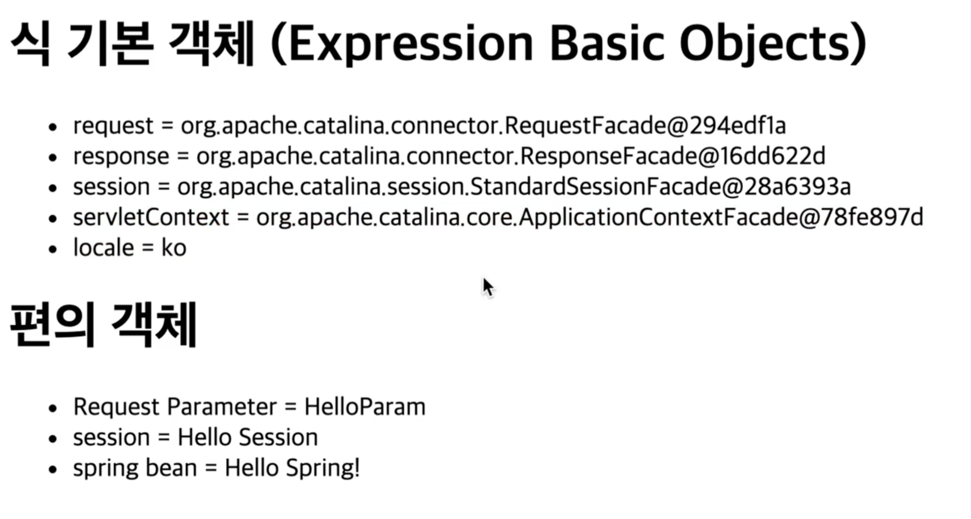 식 기본 객체 (Expression Basic Objects)
request = org.apache.catalina.connector.RequestFacade@294edf1a
response = org.apache.catalina.connector.ResponseFacade@16dd622d
session = org.apache.catalina.session.StandardSessionFacade@28a6393a
servletContext = org.apache.catalina.core.ApplicationContextFacade@78fe897d
locale = ko
편의 객체
Request Parameter = HelloParam
session = Hello Session
spring bean = Hello Spring!